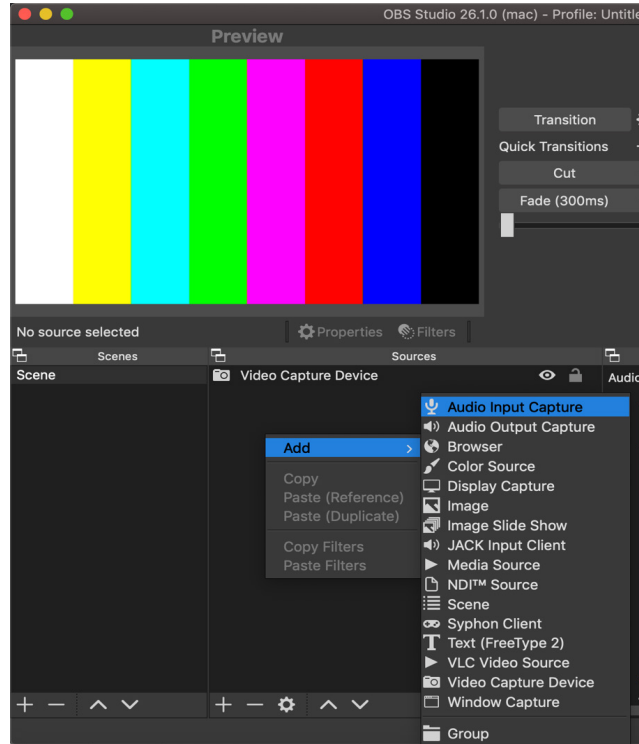 OBS Studio 26.1.0 (mac) - Profile: Untitle
Preview
Transition
Quick Transitions
Cut
Fade (300ms)
No source selected
Properties
Filters
Scenes
Sources
Scene
Video Capture Device
Audio
Add
Copy
Paste (Reference)
Paste (Duplicate)
Copy Filters
Paste Filters
Audio Input Capture
Audio Output Capture
Browser
Color Source
Display Capture
Image
Image Slide Show
JACK Input Client
Media Source
NDI™ Source
Scene
Syphon Client
Text (FreeType 2)
VLC Video Source
Video Capture Device
Window Capture
Group